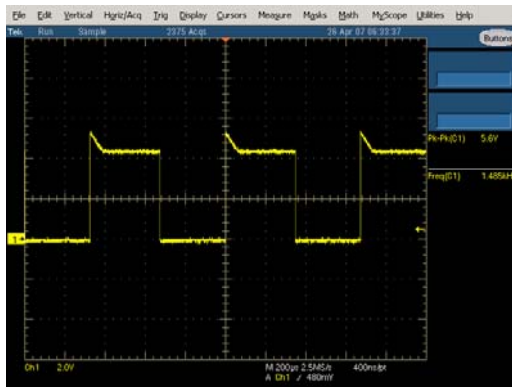 File Edit Vertical Horiz/Acq Trig Display Cursors Measure Masks Math MyScope Utilities Help
Tek Run Sample 2375 Acqs 26 Apr 07 06:33:37
Buttons
Pk-Pk(C1) 5.6V
Freq(C1) 1.485kH
1
Ch1 2.0V M 200µs 2.5MS/s 400ns/pt
A Ch1 / 480mV